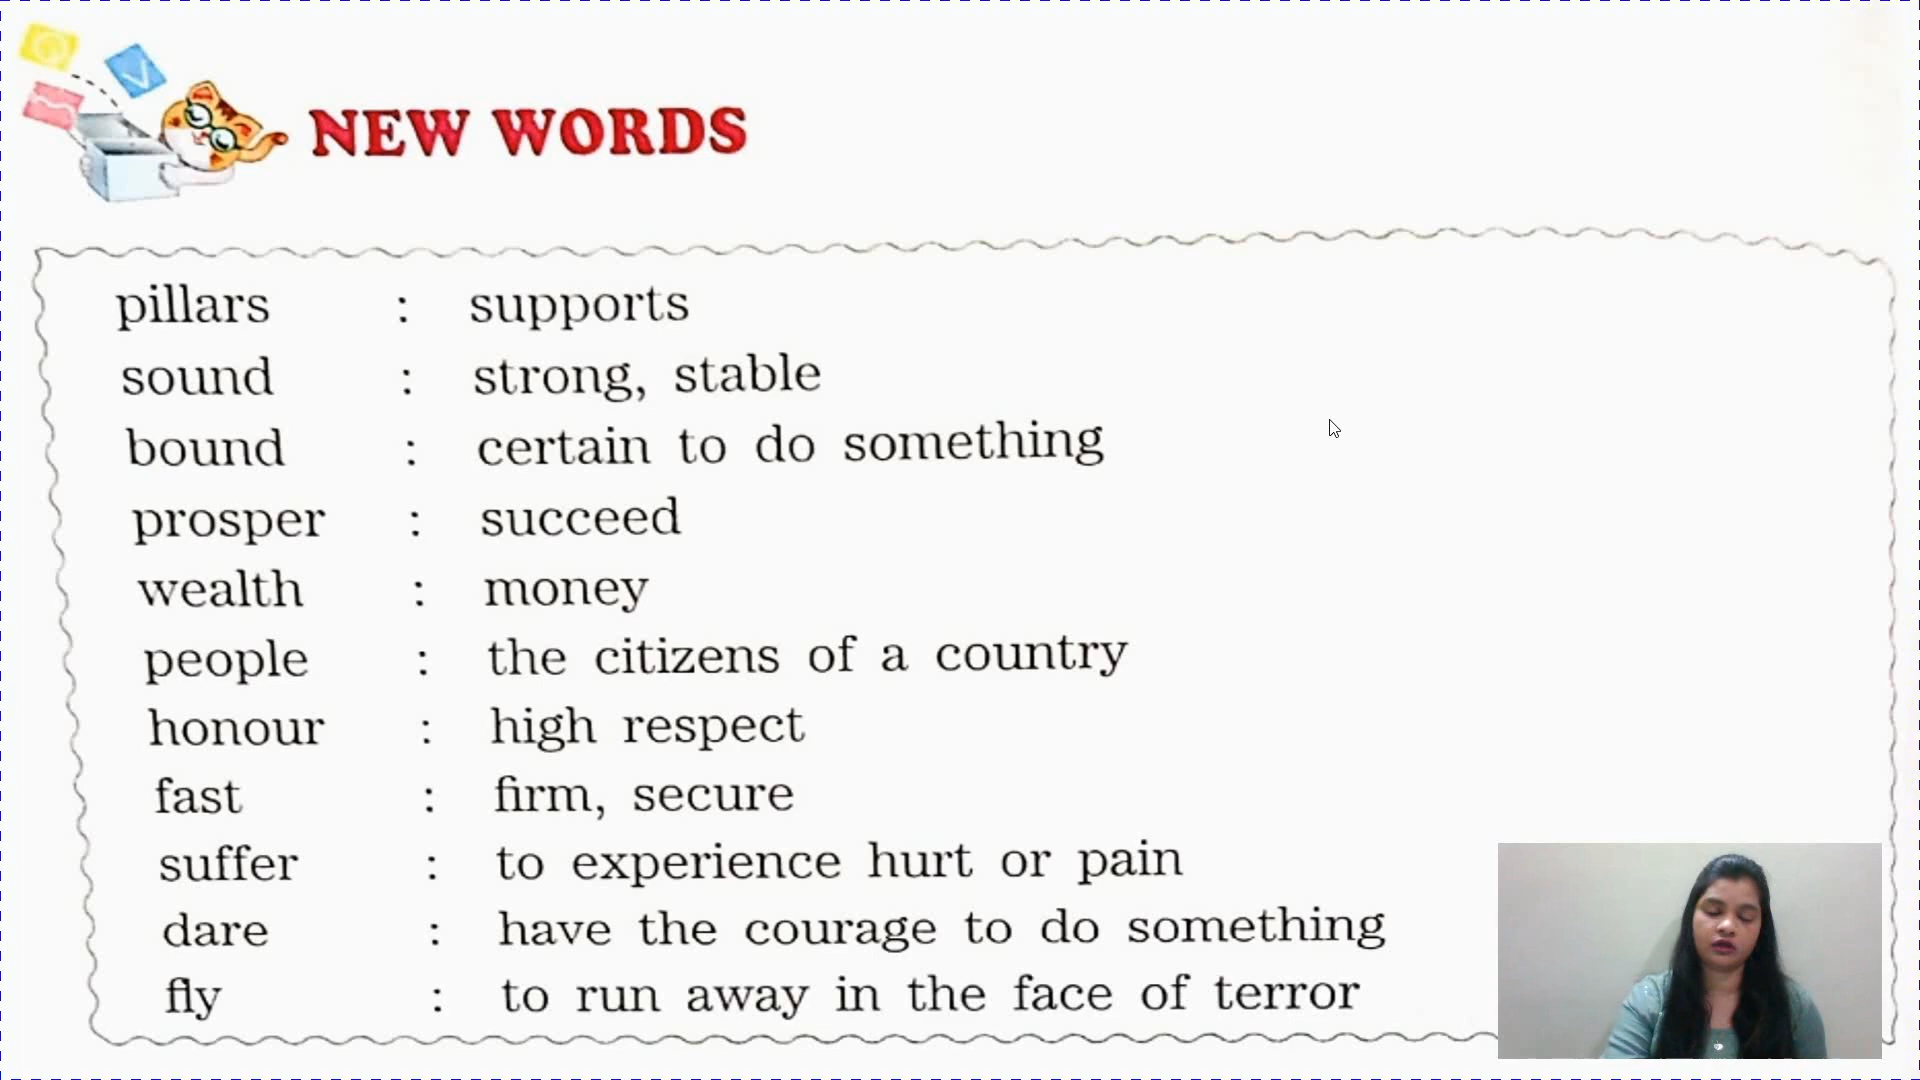 NEW WORDS
pillars : supports
sound : strong, stable
bound : certain to do something
prosper : succeed
wealth : money
people : the citizens of a country
honour : high respect
fast : firm, secure
suffer : to experience hurt or pain
dare : have the courage to do something
fly : to run away in the face of terror